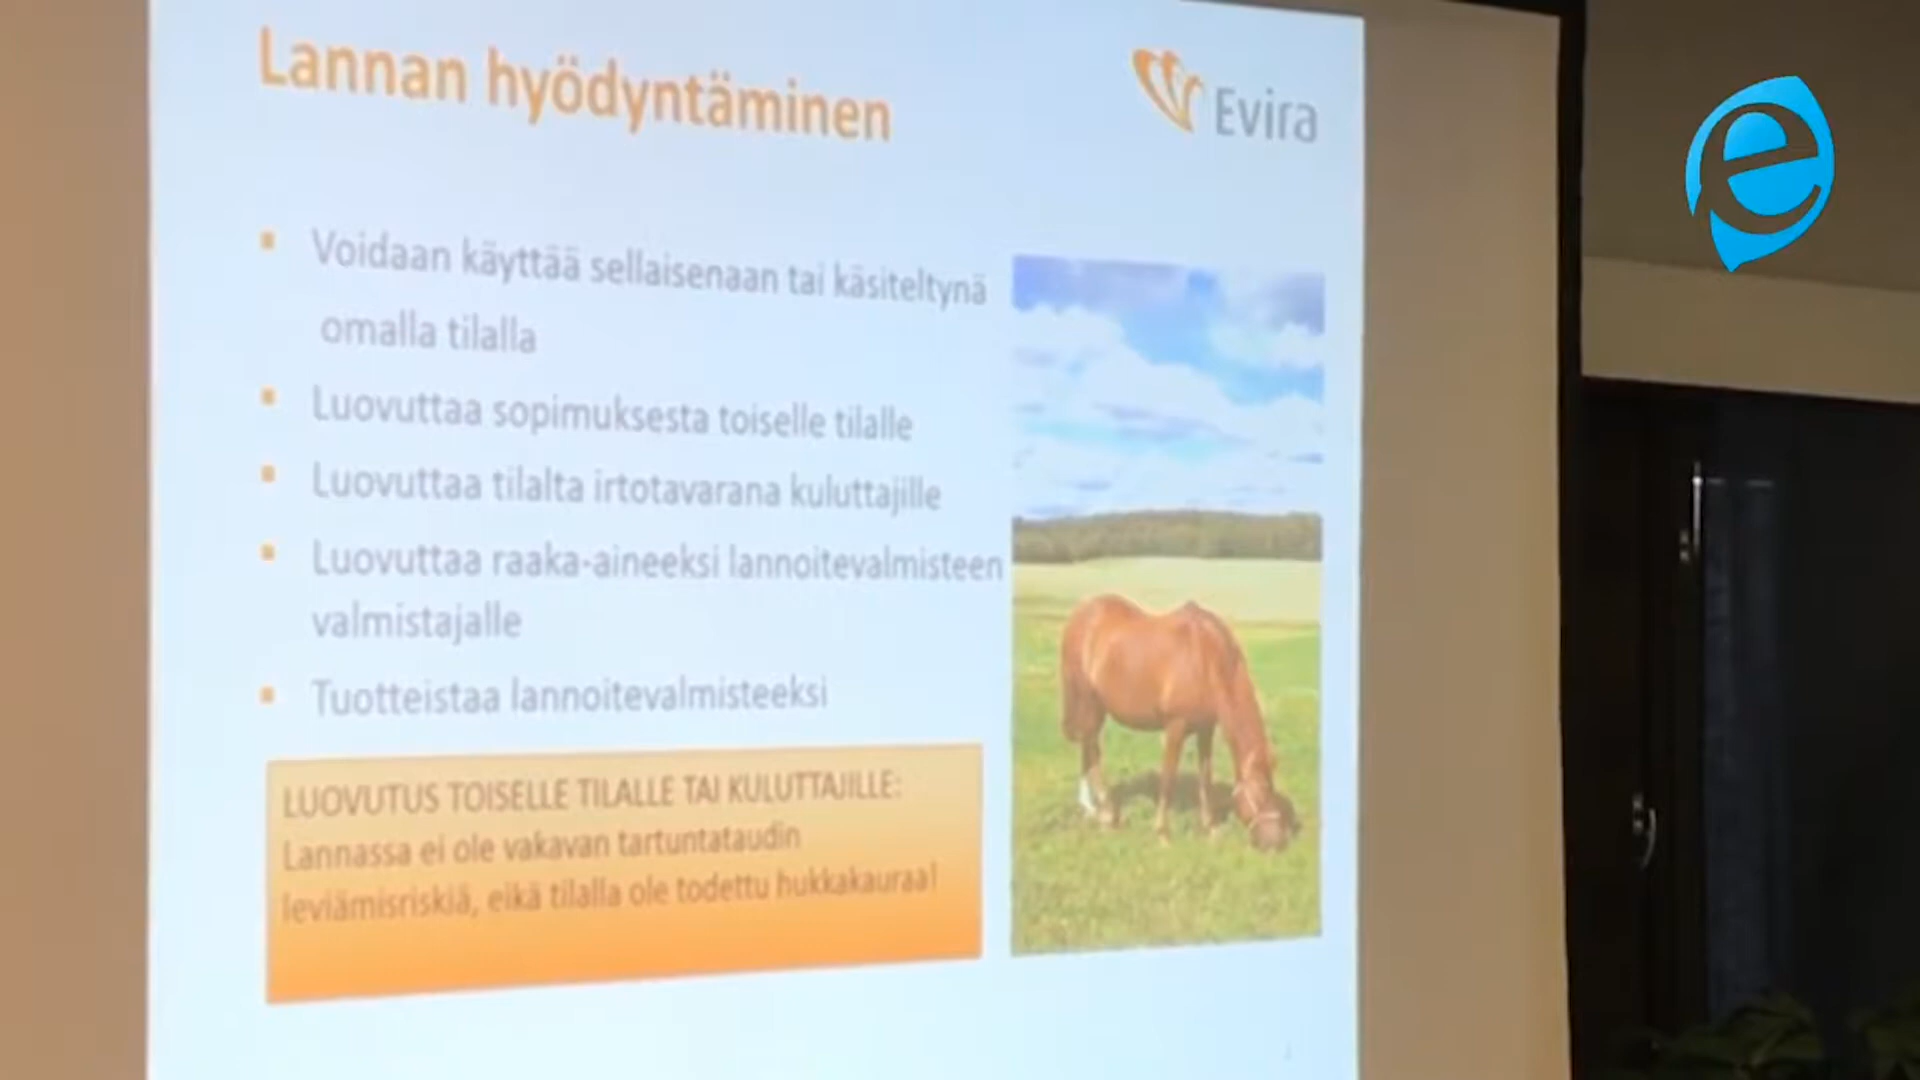 Lannan hyödyntäminen
Evira
Voidaan käyttää sellaisenaan tai käsiteltynä
omalla tilalla
Luovuttaa sopimuksesta toiselle tilalle
Luovuttaa tilalta irtotavarana kuluttajille
Luovuttaa raaka-aineeksi lannoitevalmisteen
valmistajalle
Tuotteistaa lannoitevalmisteeksi
LUOVUTUS TOISELLE TILALLE TAI KULUTTAJILLE:
Lannassa ei ole vakavan tartuntataudin
leviämisriskiä, eikä tilalla ole todettu hukkakauraa!
e